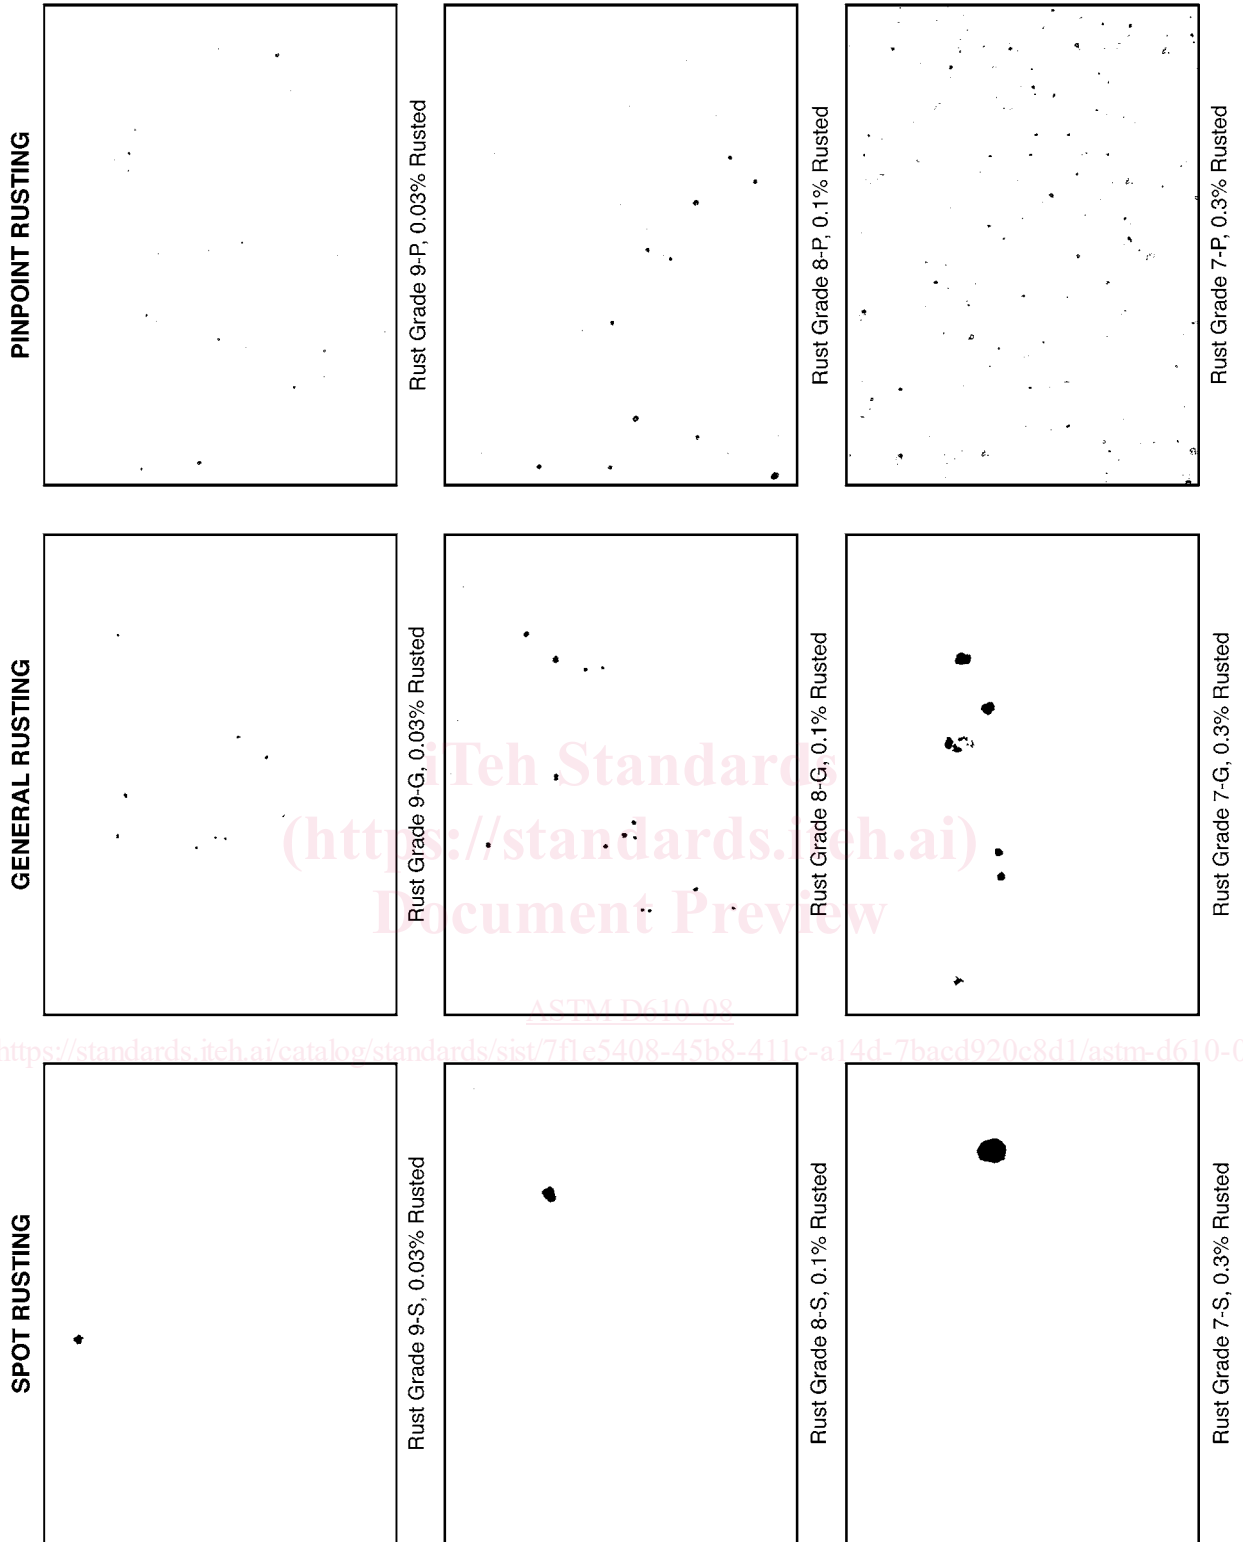 SPOT RUSTING
GENERAL RUSTING
PINPOINT RUSTING
Rust Grade 9-S, 0.03% Rusted
Rust Grade 9-G, 0.03% Rusted
Rust Grade 9-P, 0.03% Rusted
Rust Grade 8-S, 0.1% Rusted
Rust Grade 8-G, 0.1% Rusted
Rust Grade 8-P, 0.1% Rusted
Rust Grade 7-S, 0.3% Rusted
Rust Grade 7-G, 0.3% Rusted
Rust Grade 7-P, 0.3% Rusted
iTeh Standards
(https://standards.iteh.ai)
Document Preview
ASTM D610-08
https://standards.iteh.ai/catalog/standards/sist/7f1e5408-45b8-411c-a14d-7bacd920c8d1/astm-d610-0